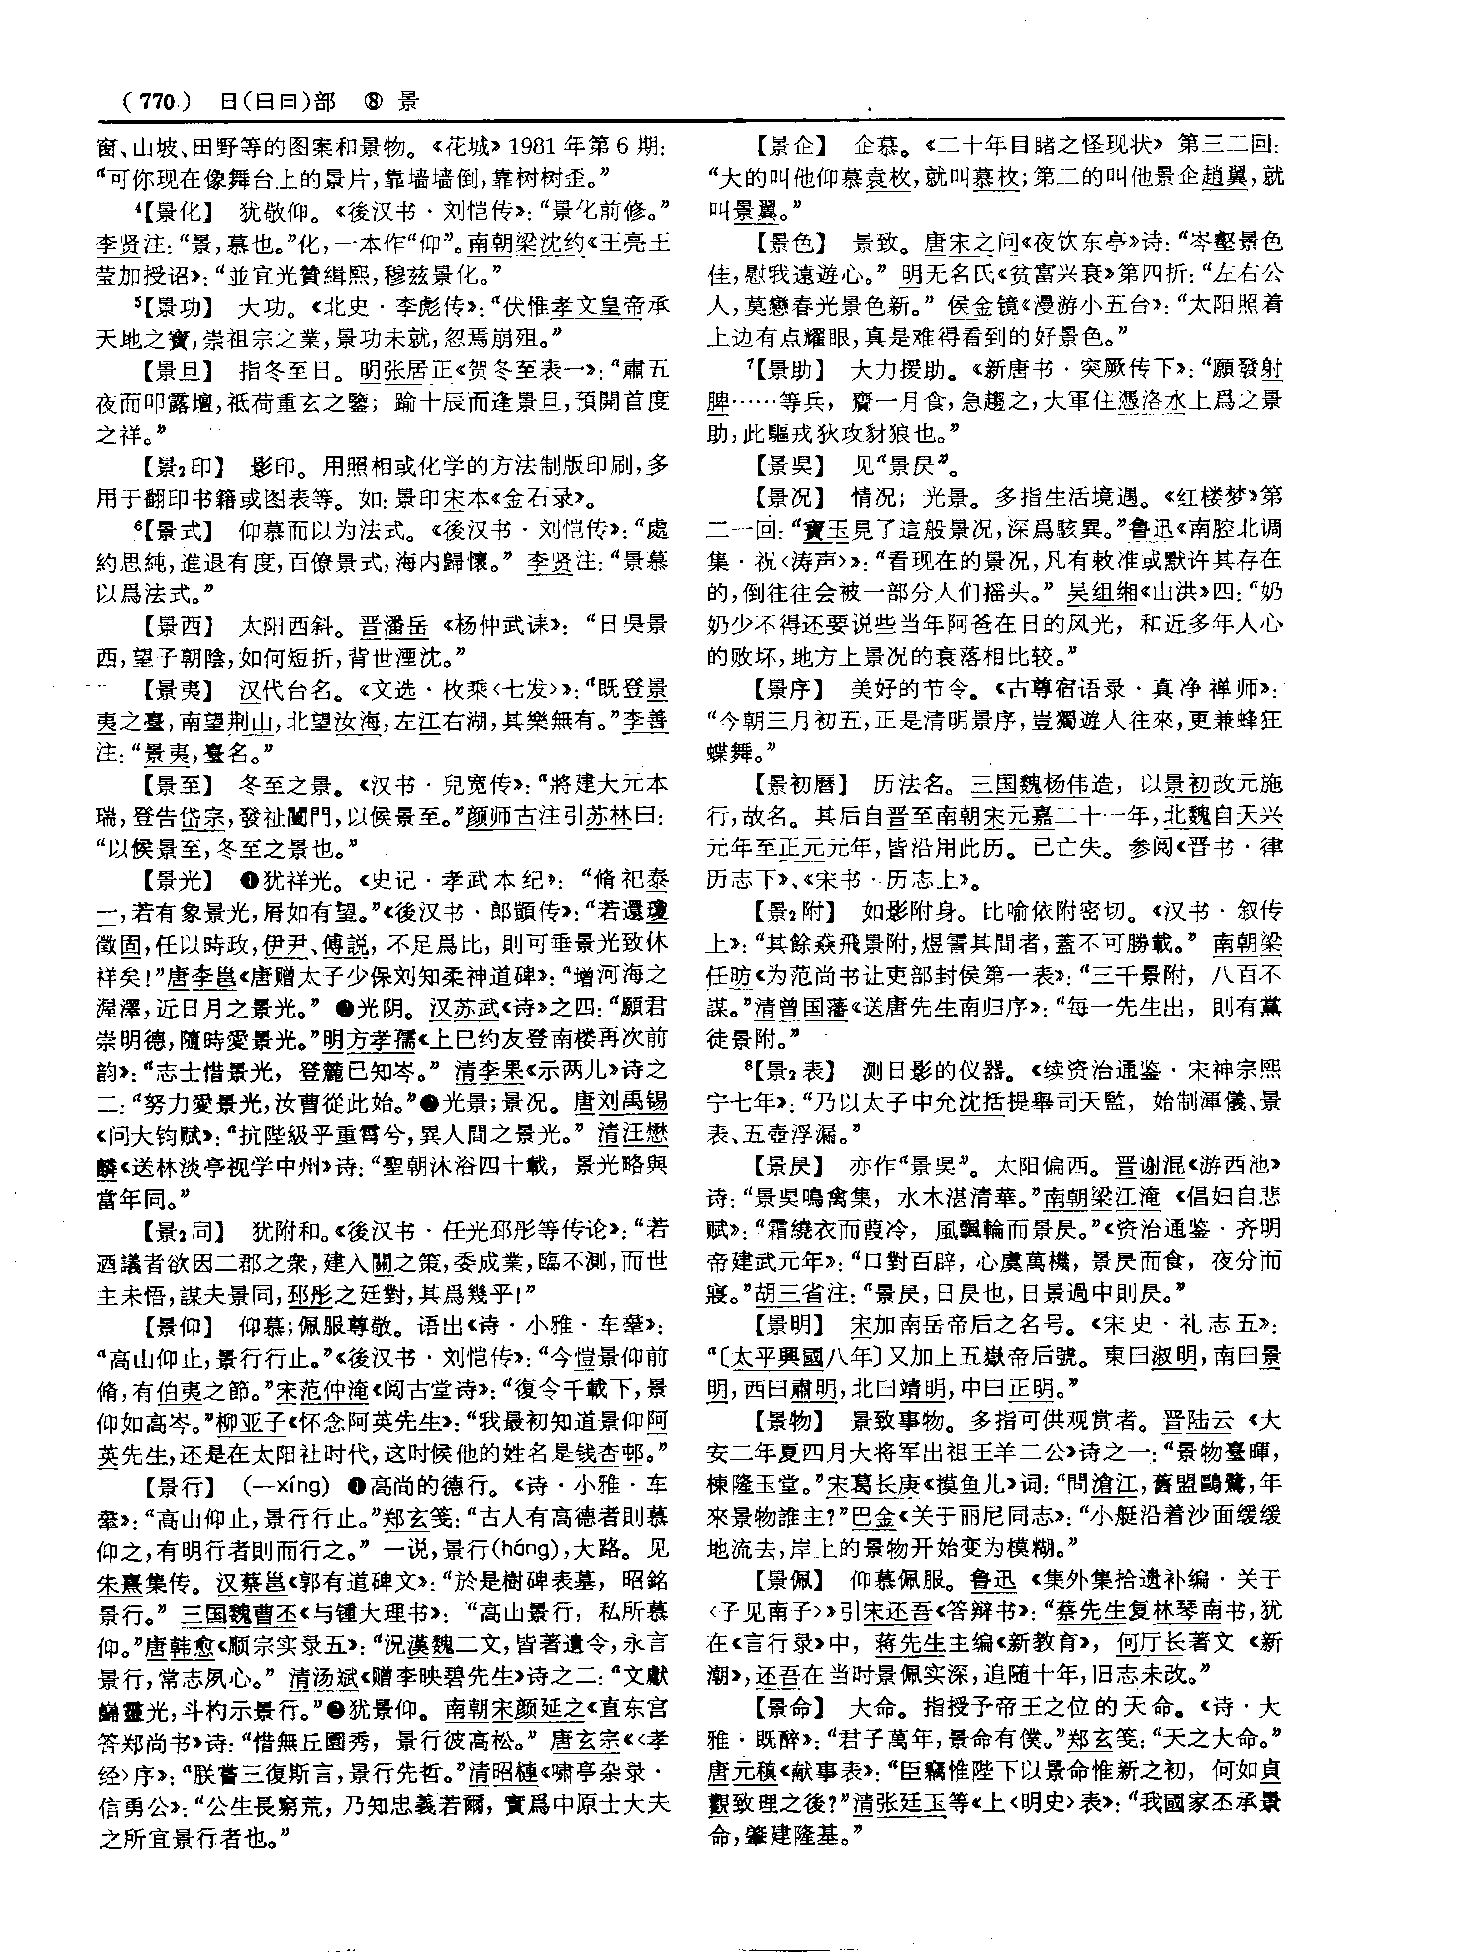 (770) 日(日曰)部 ⑧ 景
窗、山坡、田野等的图案和景物。《花城》1981年第6期：
“可你现在像舞台上的景片，靠墙墙倒，靠树树歪。”
4【景化】 犹敬仰。《後汉书·刘恺传》：“景化前修。”
李贤注：“景，慕也。”化，一本作“仰”。南朝梁沈约《王亮王
莹加授诏》：“並宜光贊緝熙，穆兹景化。”
5【景功】 大功。《北史·李彪传》：“伏惟孝文皇帝承
天地之寶，崇祖宗之業，景功未就，忽焉崩殂。”
【景旦】 指冬至日。明张居正《贺冬至表一》：“肅五
夜而叩露壇，祗荷重玄之鑒；踰十辰而逢景旦，預開首度
之祥。”
【景2印】 影印。用照相或化学的方法制版印刷，多
用于翻印书籍或图表等。如：景印宋本《金石录》。
6【景式】 仰慕而以为法式。《後汉书·刘恺传》：“處
約思純，進退有度，百僚景式，海内歸懷。” 李贤注：“景慕
以爲法式。”
【景西】 太阳西斜。晋潘岳《杨仲武诔》：“日昃景
西，望子朝陰，如何短折，背世湮沈。”
【景夷】 汉代台名。《文选·枚乘〈七发〉》：“既登景
夷之臺，南望荆山，北望汝海，左江右湖，其樂無有。”李善
注：“景夷，臺名。”
【景至】 冬至之景。《汉书·兒宽传》：“將建大元本
瑞，登告岱宗，發祉闓門，以候景至。”颜师古注引苏林曰：
“以候景至，冬至之景也。”
【景光】 ❶犹祥光。《史记·孝武本纪》：“脩祀泰
一，若有象景光，屑如有望。”《後汉书·郎顗传》：“若還瓊
徵固，任以時政，伊尹、傅説，不足爲比，則可垂景光致休
祥矣！”唐李邕《唐赠太子少保刘知柔神道碑》：“增河海之
渥澤，近日月之景光。” ❷光阴。汉苏武《诗》之四：“願君
崇明德，隨時愛景光。”明方孝孺《上巳约友登南楼再次前
韵》：“志士惜景光，登麓已知岑。” 清李果《示两儿》诗之
二：“努力愛景光，汝曹從此始。”❸光景；景况。唐刘禹锡
《问大钧赋》：“抗陛級乎重霄兮，異人間之景光。” 清汪懋
麟《送林淡亭视学中州》诗：“聖朝沐浴四十載，景光略與
當年同。”
【景2同】 犹附和。《後汉书·任光邳彤等传论》：“若
迺議者欲因二郡之衆，建入關之策，委成業，臨不測，而世
主未悟，謀夫景同，邳彤之廷對，其爲幾乎！”
【景仰】 仰慕；佩服尊敬。语出《诗·小雅·车舝》：
“高山仰止，景行行止。”《後汉书·刘恺传》：“今愷景仰前
脩，有伯夷之節。”宋范仲淹《阅古堂诗》：“復令千載下，景
仰如高岑。”柳亚子《怀念阿英先生》：“我最初知道景仰阿
英先生，还是在太阳社时代，这时候他的姓名是钱杏邨。”
【景行】 （—xíng） ❶高尚的德行。《诗·小雅·车
舝》：“高山仰止，景行行止。”郑玄笺：“古人有高德者則慕
仰之，有明行者則而行之。” 一说，景行(háng)，大路。见
朱熹集传。汉蔡邕《郭有道碑文》：“於是樹碑表墓，昭銘
景行。” 三国魏曹丕《与锺大理书》：“高山景行，私所慕
仰。”唐韩愈《顺宗实录五》：“況漢魏二文，皆著遺令，永言
景行，常志夙心。” 清汤斌《赠李映碧先生》诗之二：“文獻
歸靈光，斗杓示景行。”❷犹景仰。南朝宋颜延之《直东宫
答郑尚书》诗：“惜無丘園秀，景行彼高松。” 唐玄宗《〈孝
经〉序》：“朕嘗三復斯言，景行先哲。”清昭槤《啸亭杂录·
信勇公》：“公生長窮荒，乃知忠義若爾，實爲中原士大夫
之所宜景行者也。”
【景企】 企慕。《二十年目睹之怪现状》第三二回：
“大的叫他仰慕袁枚，就叫慕枚；第二的叫他景企赵翼，就
叫景翼。”
【景色】 景致。唐宋之问《夜饮东亭》诗：“岑壑景色
佳，慰我遠遊心。” 明无名氏《贫富兴衰》第四折：“左右公
人，莫戀春光景色新。” 侯金镜《漫游小五台》：“太阳照着
上边有点耀眼，真是难得看到的好景色。”
7【景助】 大力援助。《新唐书·突厥传下》：“願發射
脾……等兵，齎一月食，急趨之，大軍住憑洛水上爲之景
助，此驅戎狄攻豺狼也。”
【景昃】 见“景昃”。
【景况】 情况；光景。多指生活境遇。《红楼梦》第
二一回：“寶玉見了這般景况，深爲駭異。”鲁迅《南腔北调
集·祝〈涛声〉》：“看现在的景况，凡有敕准或默许其存在
的，倒往往会被一部分人们摇头。” 吴组缃《山洪》四：“奶
奶少不得还要说些当年阿爸在日的风光，和近多年人心
的败坏，地方上景况的衰落相比较。”
【景序】 美好的节令。《古尊宿语录·真净禅师》：
“今朝三月初五，正是清明景序，豈獨遊人往來，更兼蜂狂
蝶舞。”
【景初曆】 历法名。三国魏杨伟造，以景初改元施
行，故名。其后自晋至南朝宋元嘉二十一年，北魏自天兴
元年至正元元年，皆沿用此历。已亡失。参阅《晋书·律
历志下》、《宋书·历志上》。
【景2附】 如影附身。比喻依附密切。《汉书·叙传
上》：“其餘猋飛景附，煜霅其間者，蓋不可勝載。” 南朝梁
任昉《为范尚书让吏部封侯第一表》：“三千景附，八百不
謀。”清曾国藩《送唐先生南归序》：“每一先生出，則有黨
徒景附。”
8【景2表】 测日影的仪器。《续资治通鉴·宋神宗熙
宁七年》：“乃以太子中允沈括提舉司天監，始制渾儀、景
表、五壺浮漏。”
【景昃】 亦作“景吳”。太阳偏西。晋谢混《游西池》
诗：“景昃鳴禽集，水木湛清華。”南朝梁江淹《倡妇自悲
赋》：“霜繞衣而葭冷，風飄輪而景昃。”《资治通鉴·齐明
帝建武元年》：“口對百辟，心虞萬機，景昃而食，夜分而
寢。”胡三省注：“景昃，日昃也，日景過中則昃。”
【景明】 宋加南岳帝后之名号。《宋史·礼志五》：
“〔太平興國八年〕又加上五嶽帝后號。東曰淑明，南曰景
明，西曰肅明，北曰靖明，中曰正明。”
【景物】 景致事物。多指可供观赏者。晋陆云《大
安二年夏四月大将军出祖王羊二公》诗之一：“景物臺暉，
棟隆玉堂。”宋葛长庚《摸鱼儿》词：“問滄江，舊盟鷗鷺，年
來景物誰主？”巴金《关于丽尼同志》：“小艇沿着沙面缓缓
地流去，岸上的景物开始变为模糊。”
【景佩】 仰慕佩服。鲁迅《集外集拾遗补编·关于
〈子见南子〉》引宋还吾《答辩书》：“蔡先生复林琴南书，犹
在《言行录》中，蒋先生主编《新教育》，何厅长著文《新
潮》，还吾在当时景佩实深，追随十年，旧志未改。”
【景命】 大命。指授予帝王之位的天命。《诗·大
雅·既醉》：“君子萬年，景命有僕。”郑玄笺：“天之大命。”
唐元稹《献事表》：“臣竊惟陛下以景命惟新之初，何如貞
觀致理之後？”清张廷玉等《上〈明史〉表》：“我國家丕承景
命，肇建隆基。”